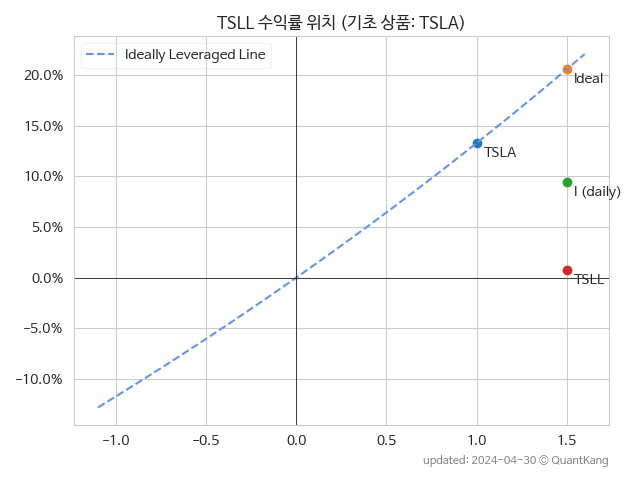 TSLL 수익률 위치 (기초 상품: TSLA)
Ideally Leveraged Line
20.0%
15.0%
10.0%
5.0%
0.0%
−5.0%
−10.0%
Ideal
TSLA
I (daily)
TSLL
−1.0 −0.5 0.0 0.5 1.0 1.5
updated: 2024-04-30 © QuantKang